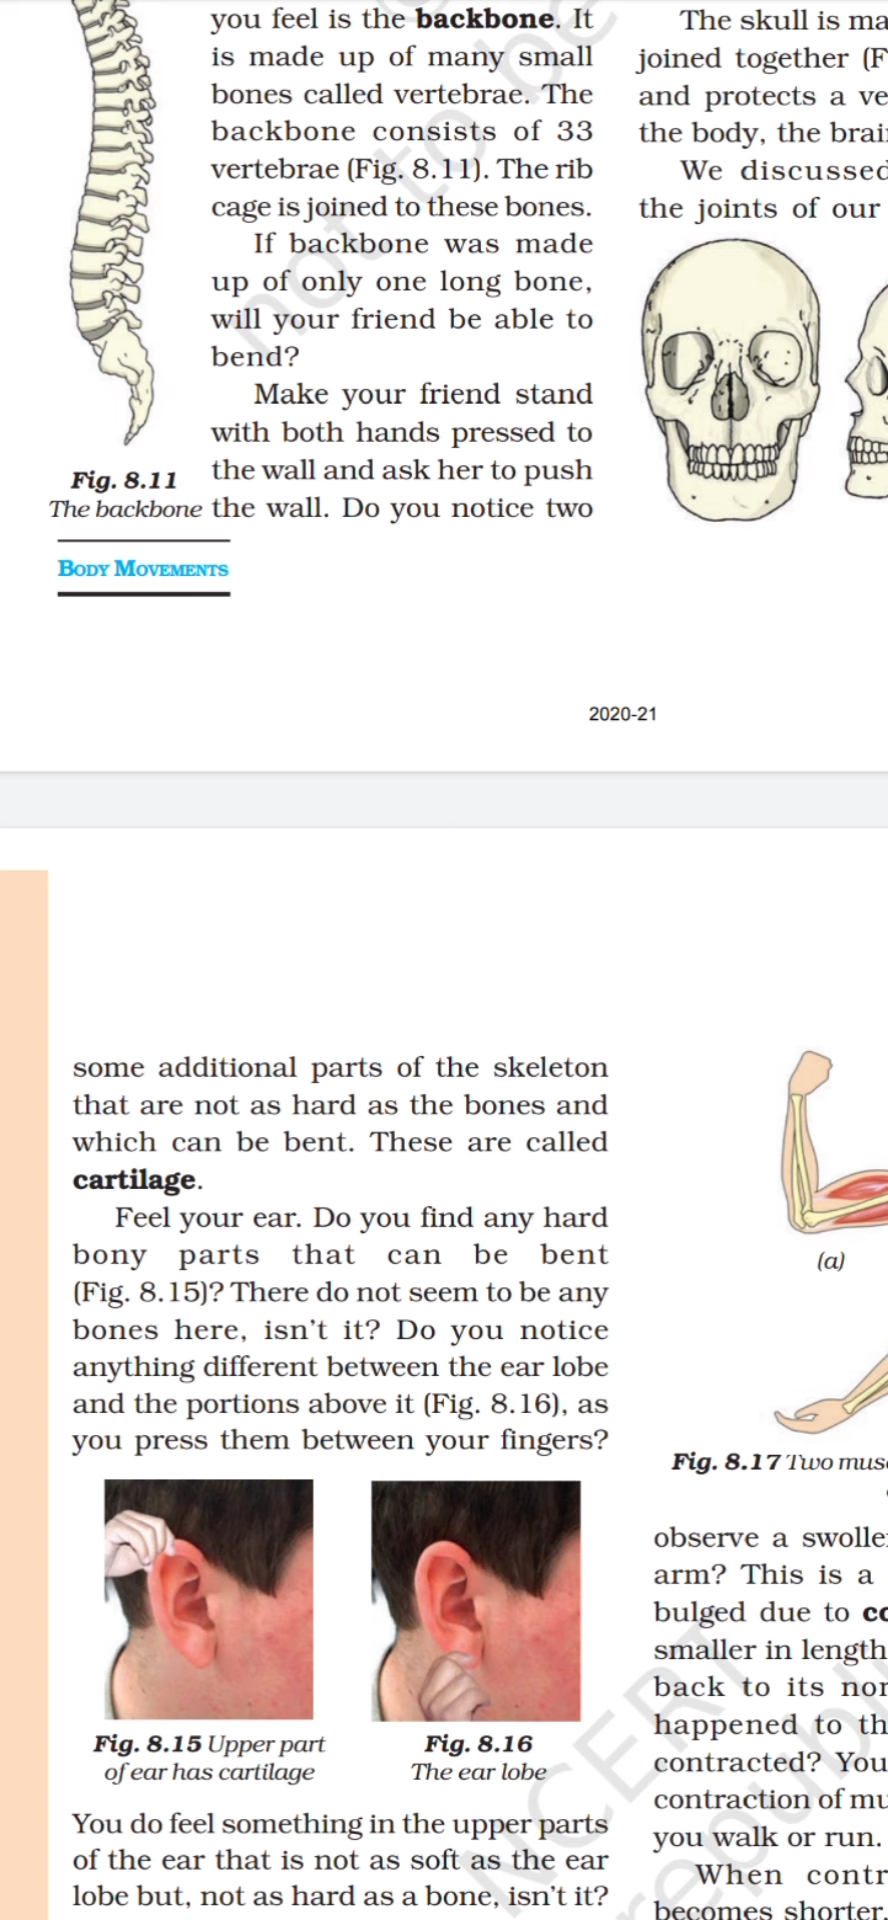 you feel is the backbone. It
is made up of many small
bones called vertebrae. The
backbone consists of 33
vertebrae (Fig. 8.11). The rib
cage is joined to these bones.
If backbone was made
up of only one long bone,
will your friend be able to
bend?
Make your friend stand
with both hands pressed to
the wall and ask her to push
the wall. Do you notice two
Fig. 8.11
The backbone
BODY MOVEMENTS
The skull is ma
joined together (F
and protects a ve
the body, the brai
We discussed
the joints of our
2020-21
not to be
some additional parts of the skeleton
that are not as hard as the bones and
which can be bent. These are called
cartilage.
Feel your ear. Do you find any hard
bony parts that can be bent
(Fig. 8.15)? There do not seem to be any
bones here, isn't it? Do you notice
anything different between the ear lobe
and the portions above it (Fig. 8.16), as
you press them between your fingers?
Fig. 8.15 Upper part
of ear has cartilage
Fig. 8.16
The ear lobe
You do feel something in the upper parts
of the ear that is not as soft as the ear
lobe but, not as hard as a bone, isn't it?
(a)
Fig. 8.17 Two mus
observe a swolle
arm? This is a
bulged due to co
smaller in length
back to its nor
happened to th
contracted? You
contraction of mu
you walk or run.
When contr
becomes shorter,
NCERT
republi